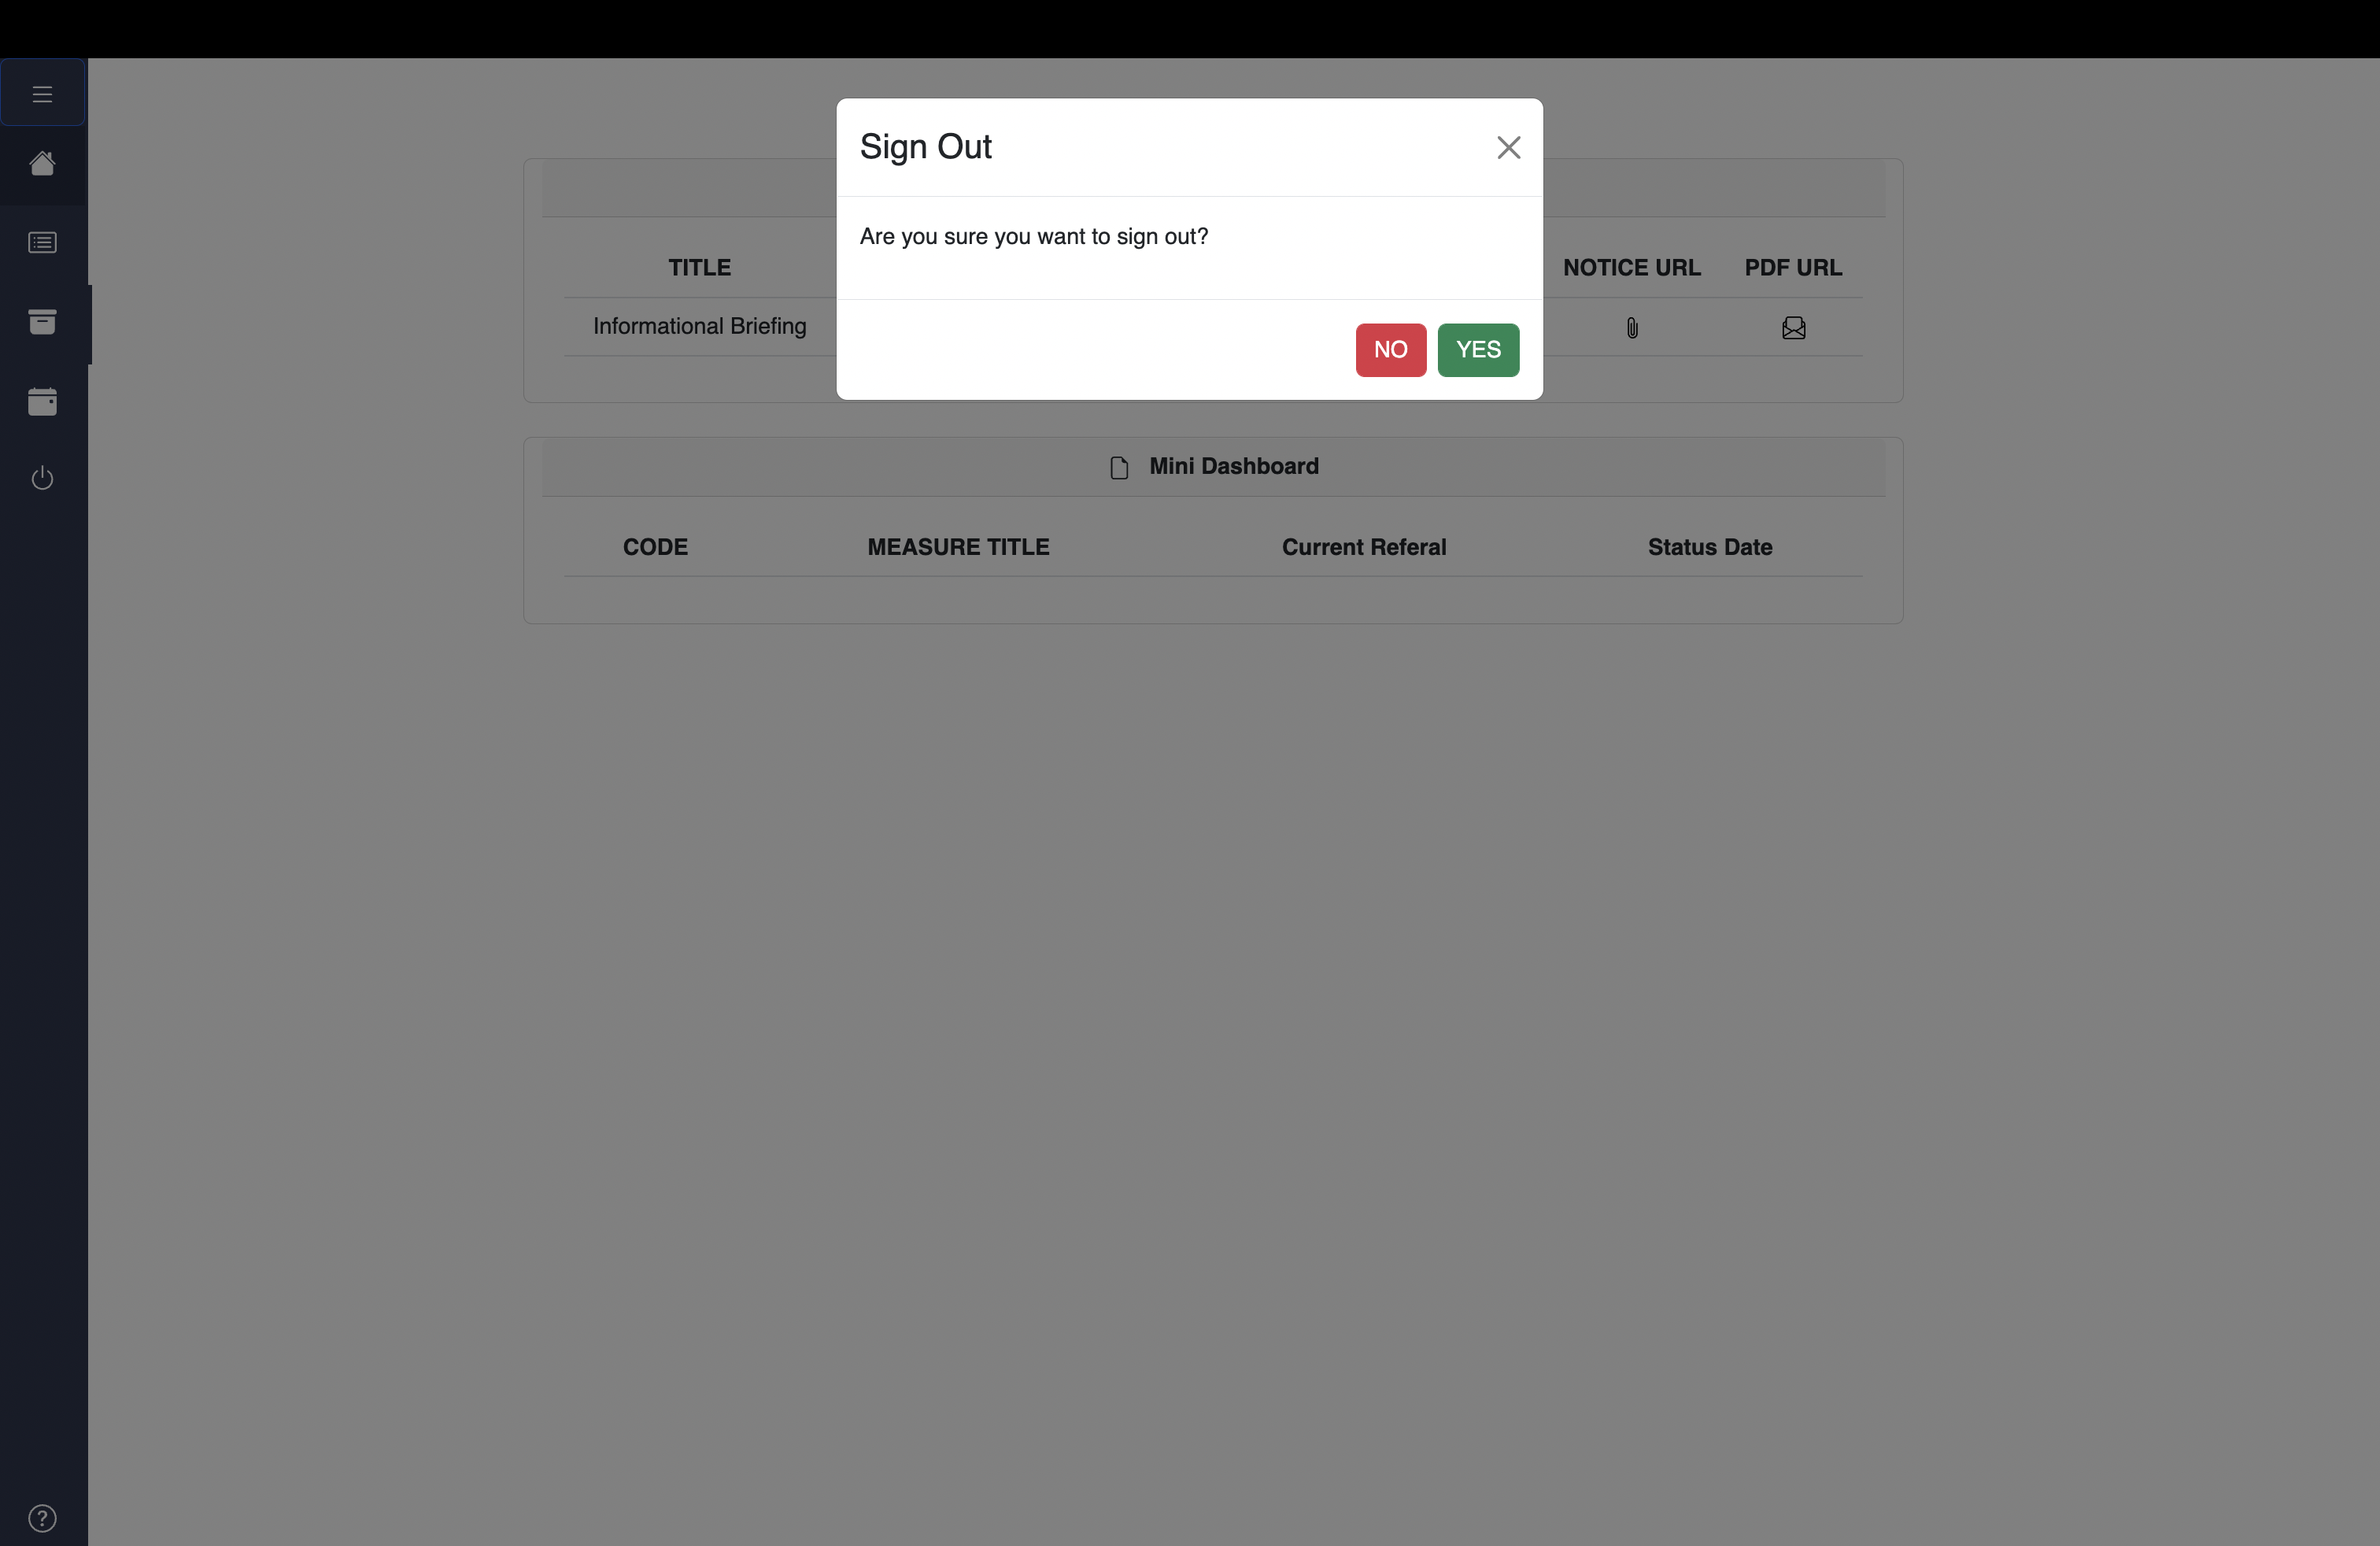 Sign Out
Are you sure you want to sign out?
NO YES
TITLE NOTICE URL PDF URL
Informational Briefing
Mini Dashboard
CODE MEASURE TITLE Current Referal Status Date